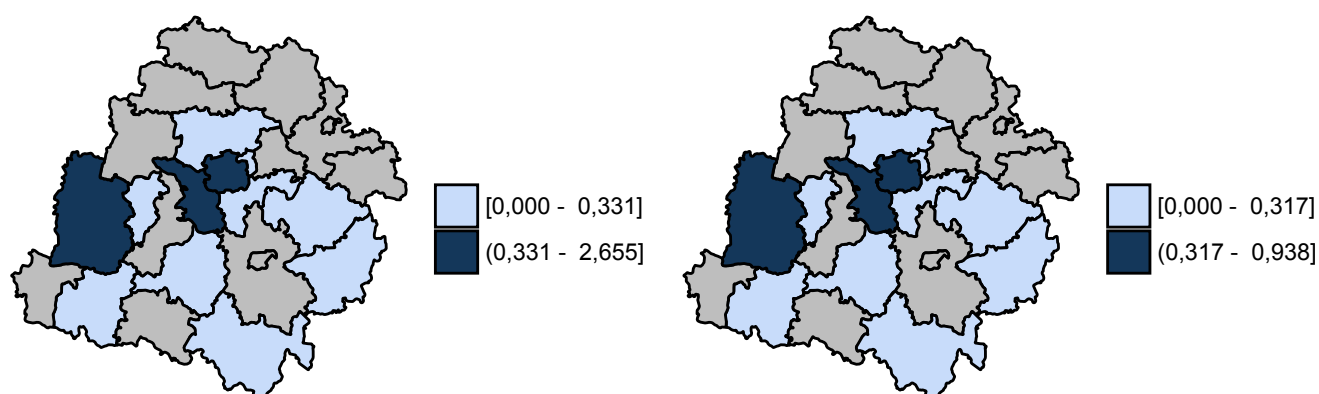 [0,000 - 0,331]
(0,331 - 2,655]
[0,000 - 0,317]
(0,317 - 0,938]